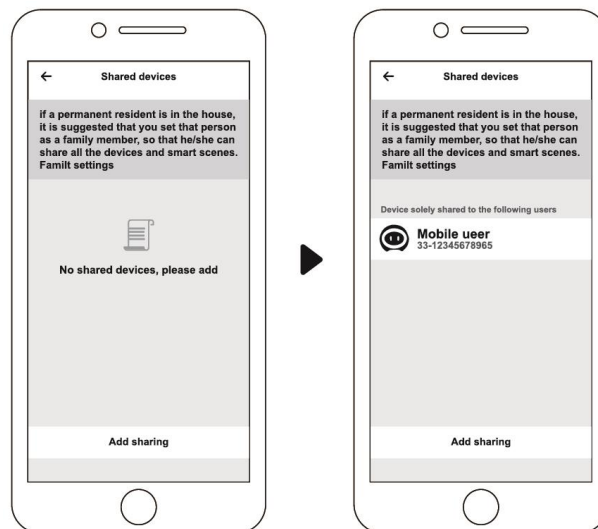 Shared devices
if a permanent resident is in the house,
it is suggested that you set that person
as a family member, so that he/she can
share all the devices and smart scenes.
Familt settings
No shared devices, please add
Add sharing
Shared devices
if a permanent resident is in the house,
it is suggested that you set that person
as a family member, so that he/she can
share all the devices and smart scenes.
Familt settings
Device solely shared to the following users
Mobile ueer
33-12345678965
Add sharing